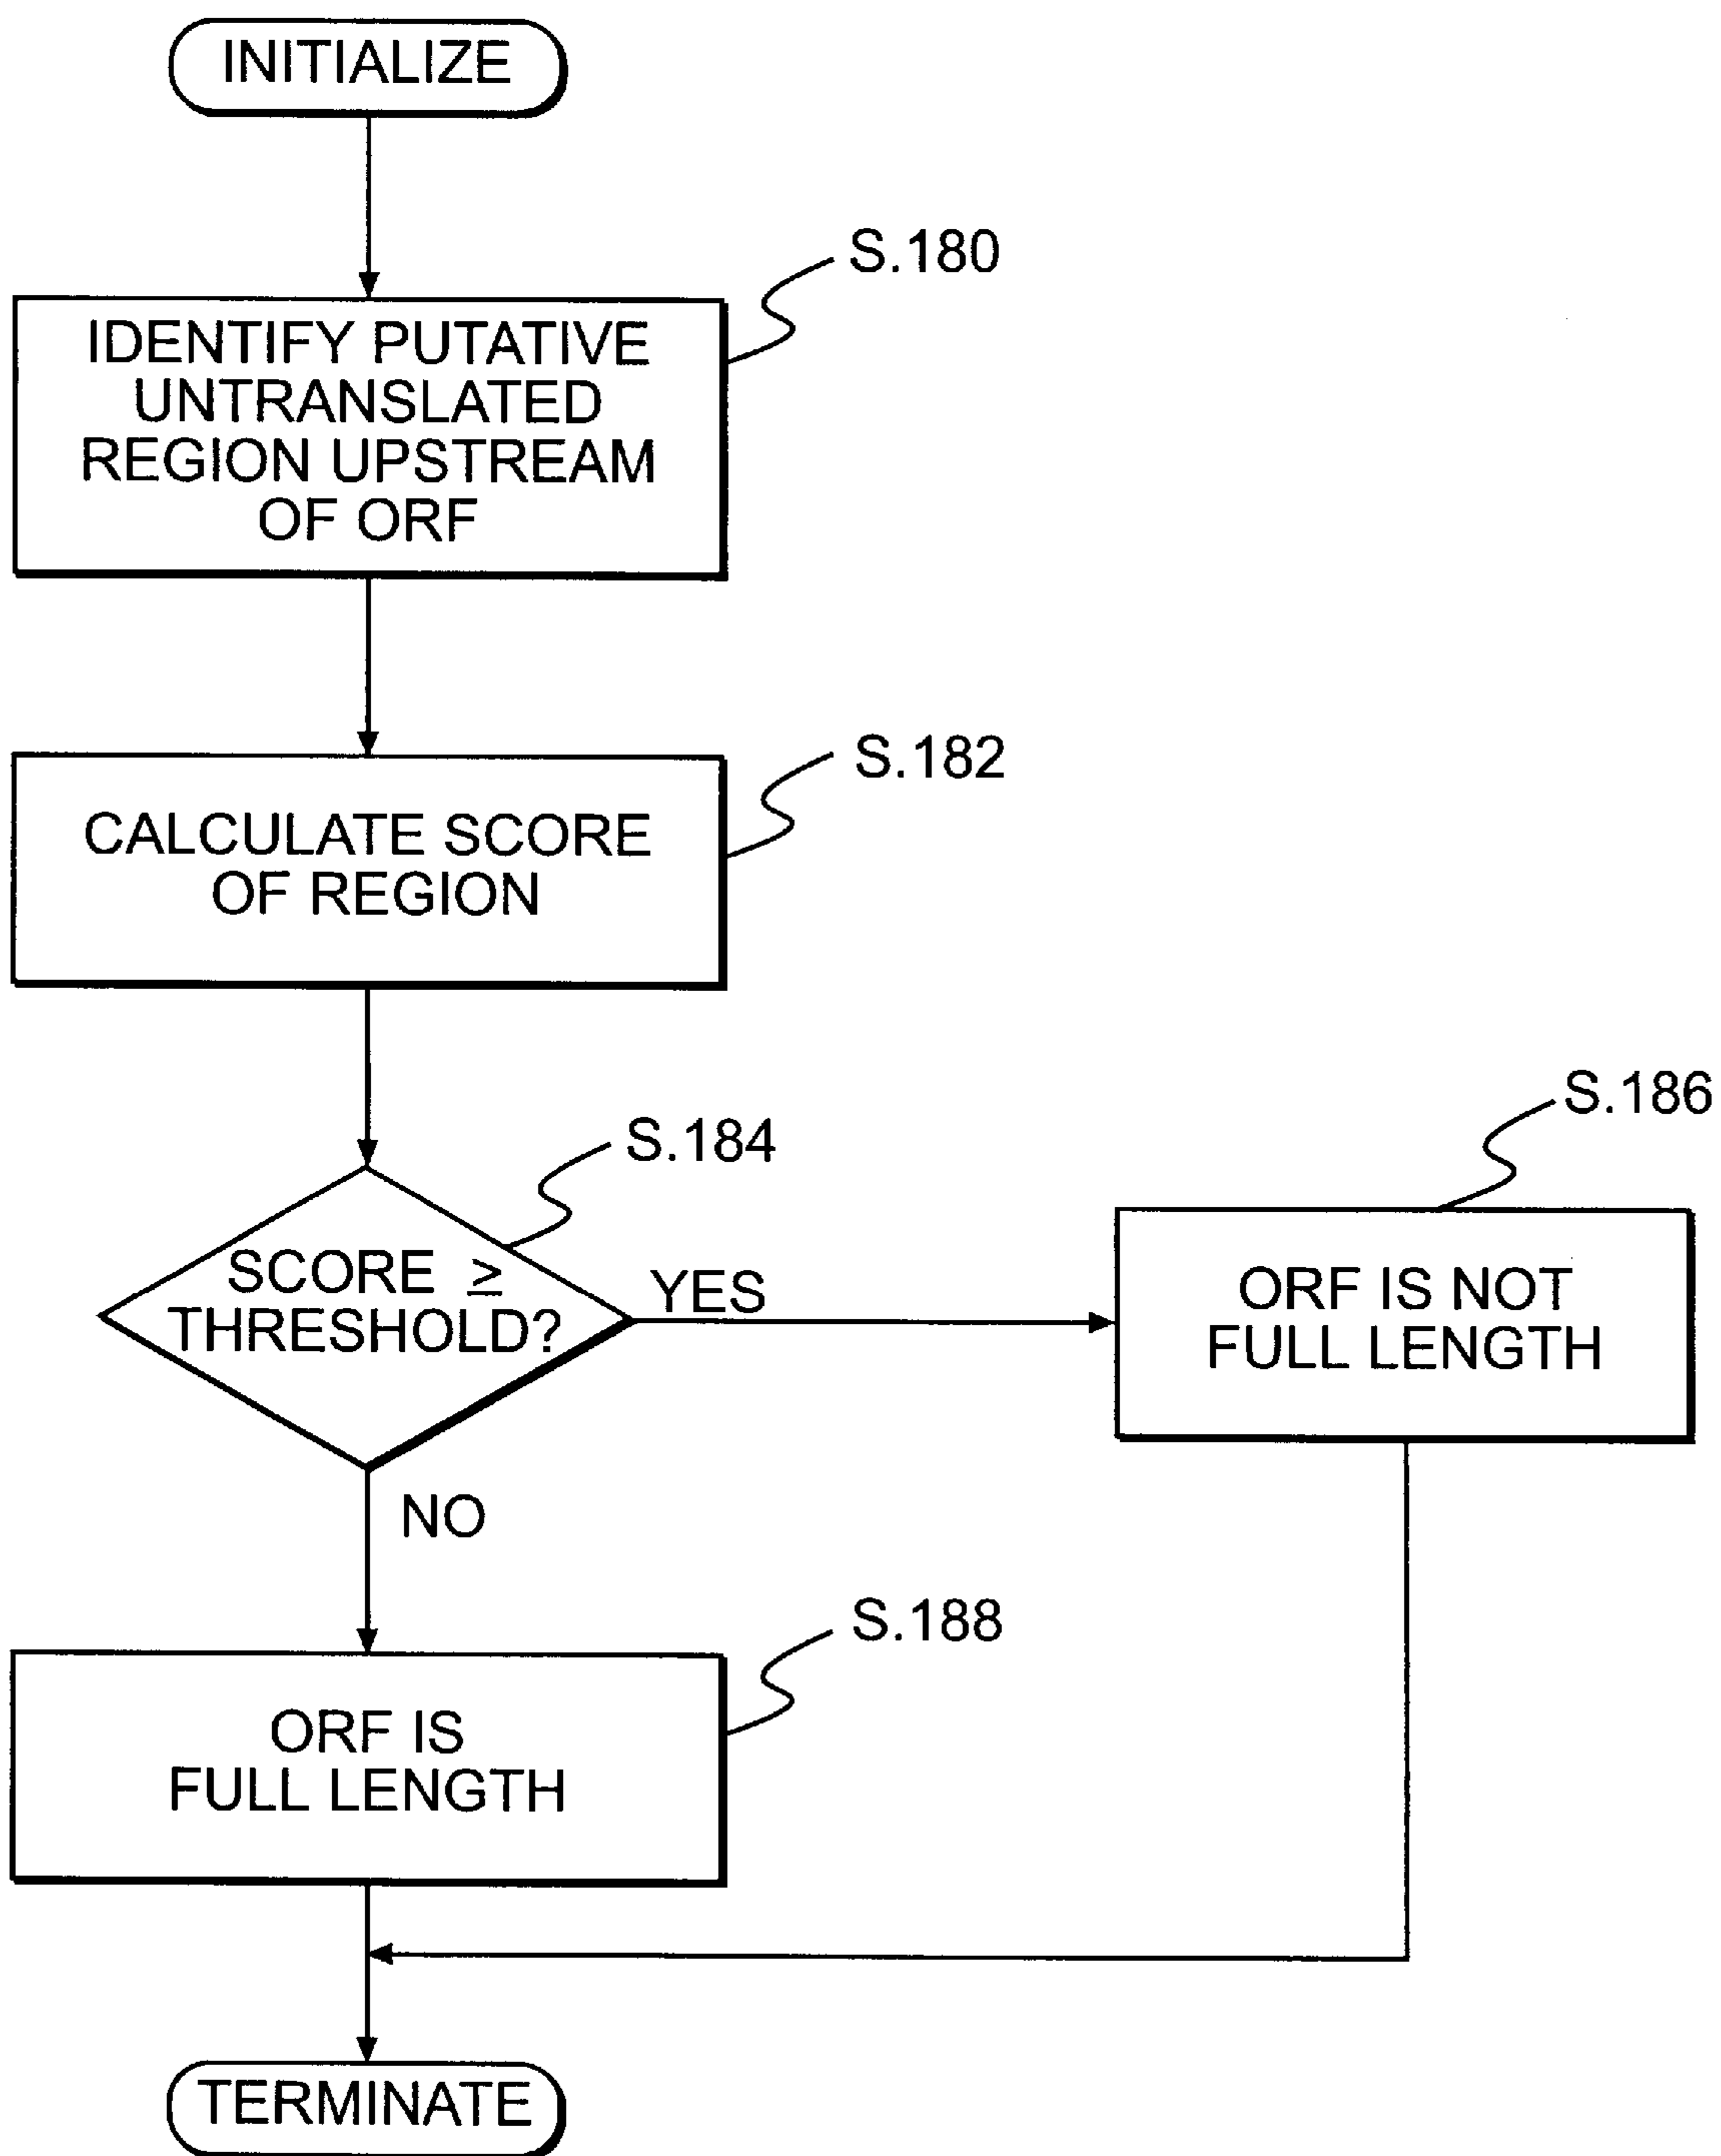 INITIALIZE
S.180
IDENTIFY PUTATIVE
UNTRANSLATED
REGION UPSTREAM
OF ORF
S.182
CALCULATE SCORE
OF REGION
S.184
SCORE ≥
THRESHOLD?
YES
S.186
ORF IS NOT
FULL LENGTH
NO
S.188
ORF IS
FULL LENGTH
TERMINATE